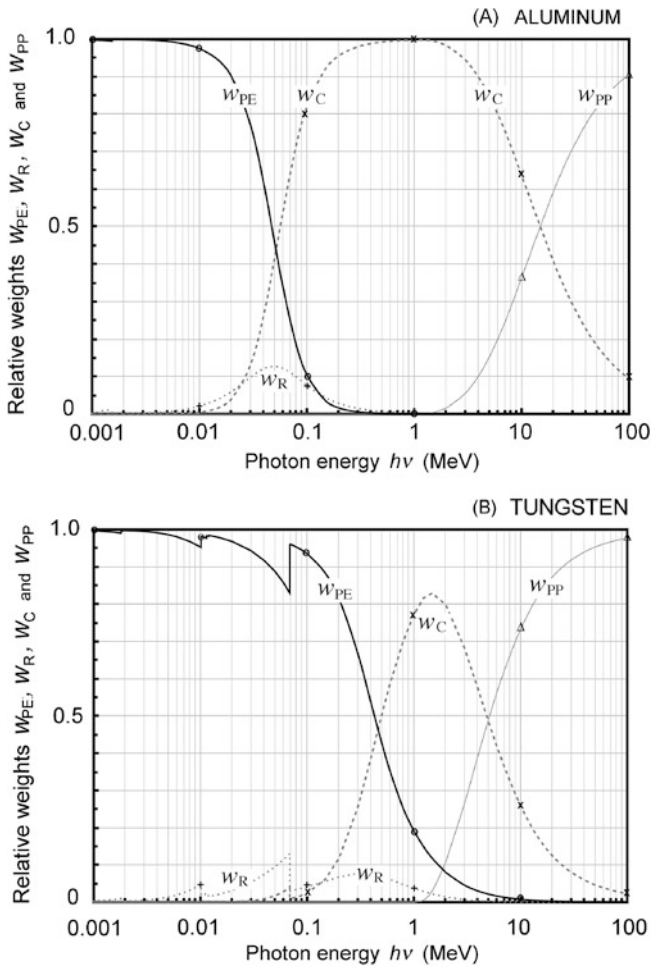 (A) ALUMINUM
Relative weights wPE, wR, wC and wPP
1.0
0.5
0
wPE
wC
wC
wPP
wR
0.001 0.01 0.1 1 10 100
Photon energy hν (MeV)
(B) TUNGSTEN
Relative weights wPE, wR, wC and wPP
1.0
0.5
0
wPE
wC
wPP
wR
wR
0.001 0.01 0.1 1 10 100
Photon energy hν (MeV)